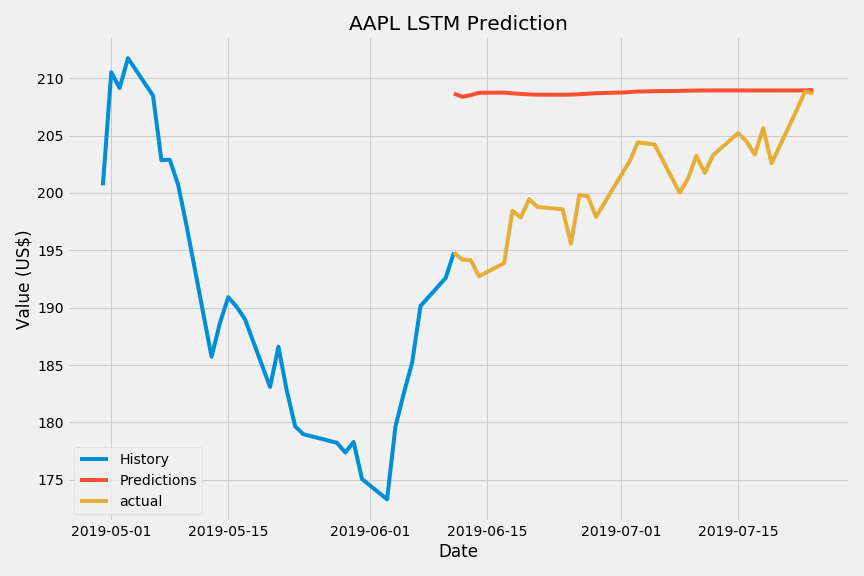 AAPL LSTM Prediction
Value (US$)
210
205
200
195
190
185
180
175
History
Predictions
actual
2019-05-01 2019-05-15 2019-06-01 2019-06-15 2019-07-01 2019-07-15
Date